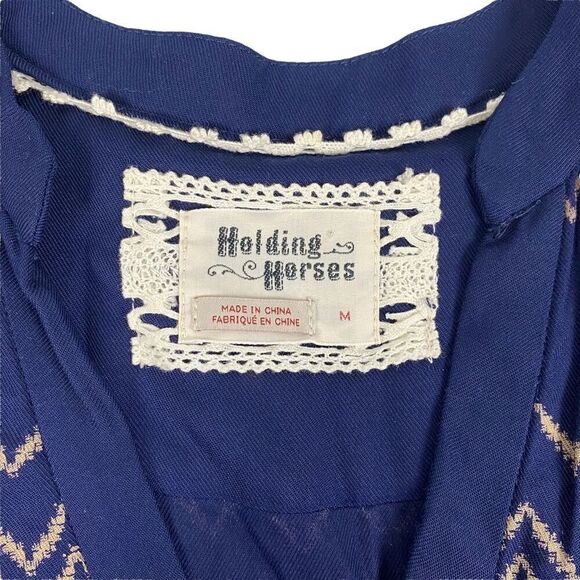 Holding
Horses
MADE IN CHINA
FABRIQUÉ EN CHINE
M